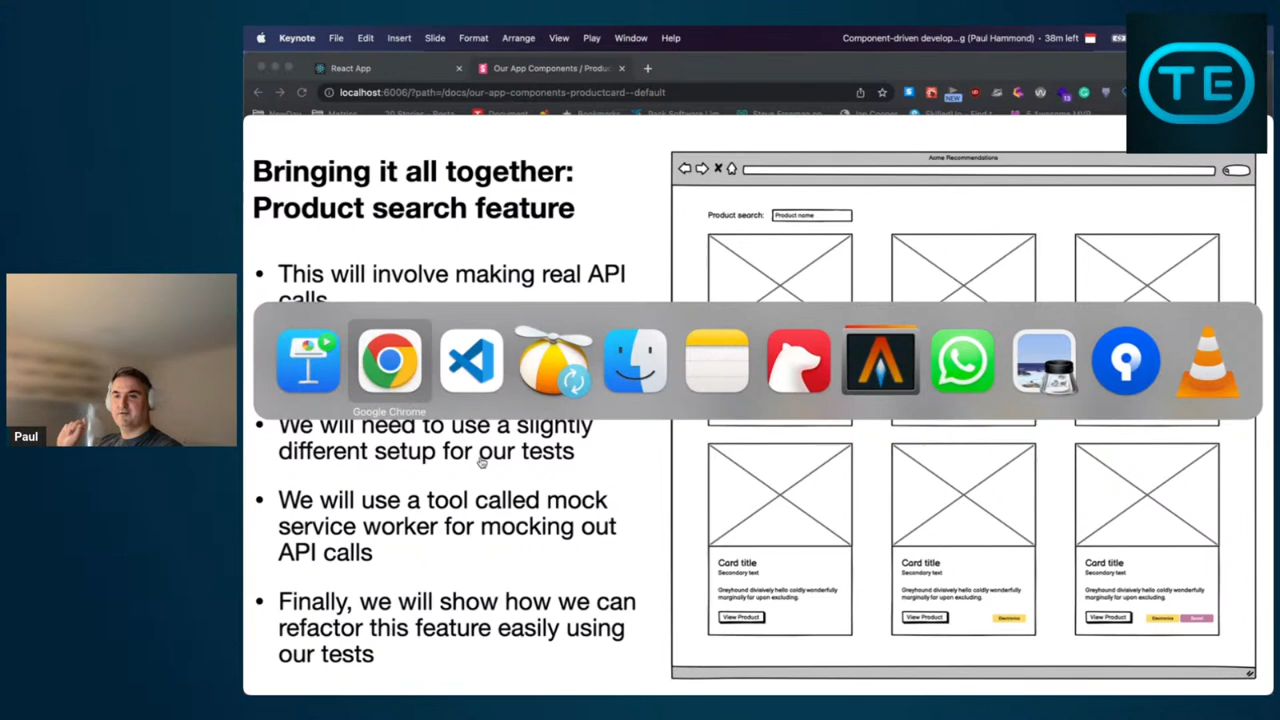 Keynote File Edit Insert Slide Format Arrange View Play Window Help
Component-driven develop...g (Paul Hammond) • 38m left
TE
React App
Our App Components / Produc
localhost:6006/?path=/docs/our-app-components-productcard--default
NEW
Bringing it all together:
Product search feature
• This will involve making real API
calls
Google Chrome
• We will need to use a slightly
different setup for our tests
• We will use a tool called mock
service worker for mocking out
API calls
• Finally, we will show how we can
refactor this feature easily using
our tests
Acme Recommendations
Product search: Product name
Card title Card title Card title
Secondary text Secondary text Secondary text
Greyhound divisively hello coldly wonderfully Greyhound divisively hello coldly wonderfully Greyhound divisively hello coldly wonderfully
marginally far upon excluding. marginally far upon excluding. marginally far upon excluding.
View Product View Product Electronics View Product Electronics
Paul